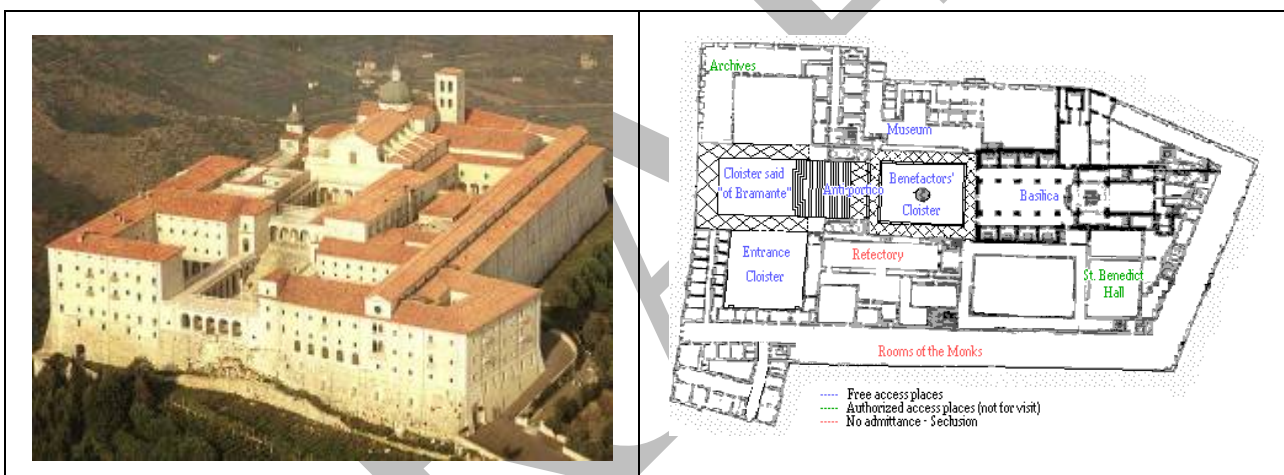 Archives
Museum
Cloister said
"of Bramante"
Anti-portico
Benefactors'
Cloister
Basilica
Entrance
Cloister
Refectory
St. Benedict
Hall
Rooms of the Monks
---- Free access places
---- Authorized access places (not for visit)
---- No admittance - Seclusion